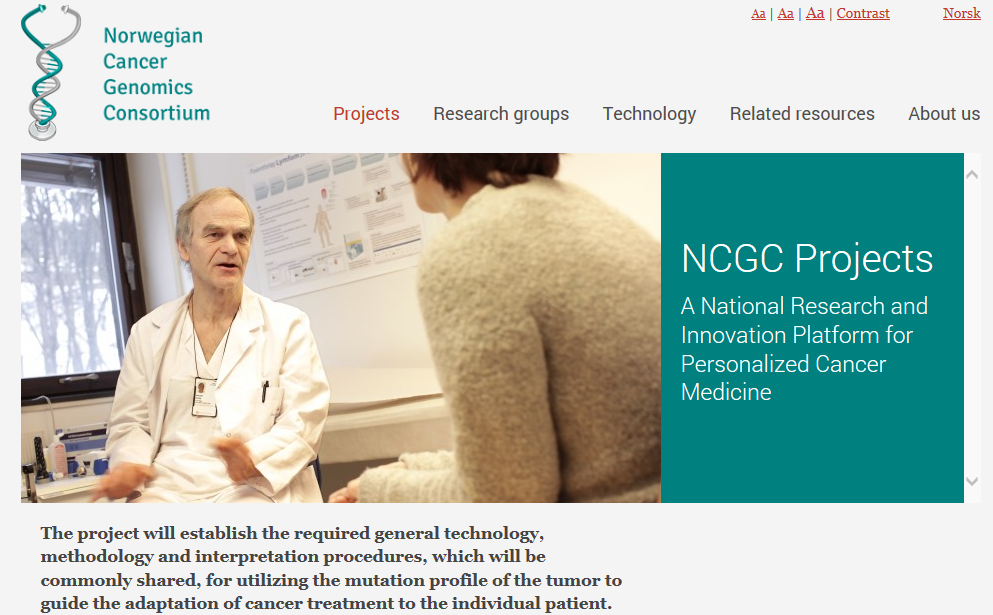 Aa | Aa | Aa | Contrast
Norsk
Norwegian
Cancer
Genomics
Consortium
Projects
Research groups
Technology
Related resources
About us
NCGC Projects
A National Research and
Innovation Platform for
Personalized Cancer
Medicine
The project will establish the required general technology,
methodology and interpretation procedures, which will be
commonly shared, for utilizing the mutation profile of the tumor to
guide the adaptation of cancer treatment to the individual patient.